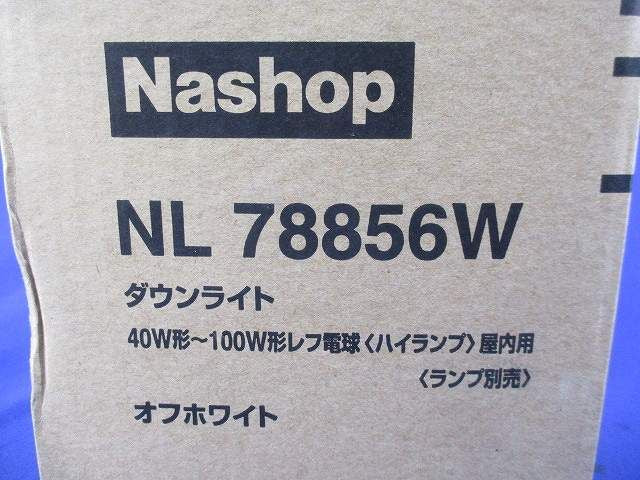 Nashop
NL 78856W
ダウンライト
40W形～100W形レフ電球〈ハイランプ〉屋内用
〈ランプ別売〉
オフホワイト